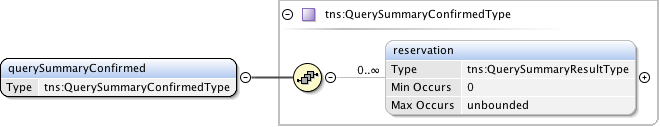 tns:QuerySummaryConfirmedType
querySummaryConfirmed
Type tns:QuerySummaryConfirmedType
0..∞
reservation
Type tns:QuerySummaryResultType
Min Occurs 0
Max Occurs unbounded